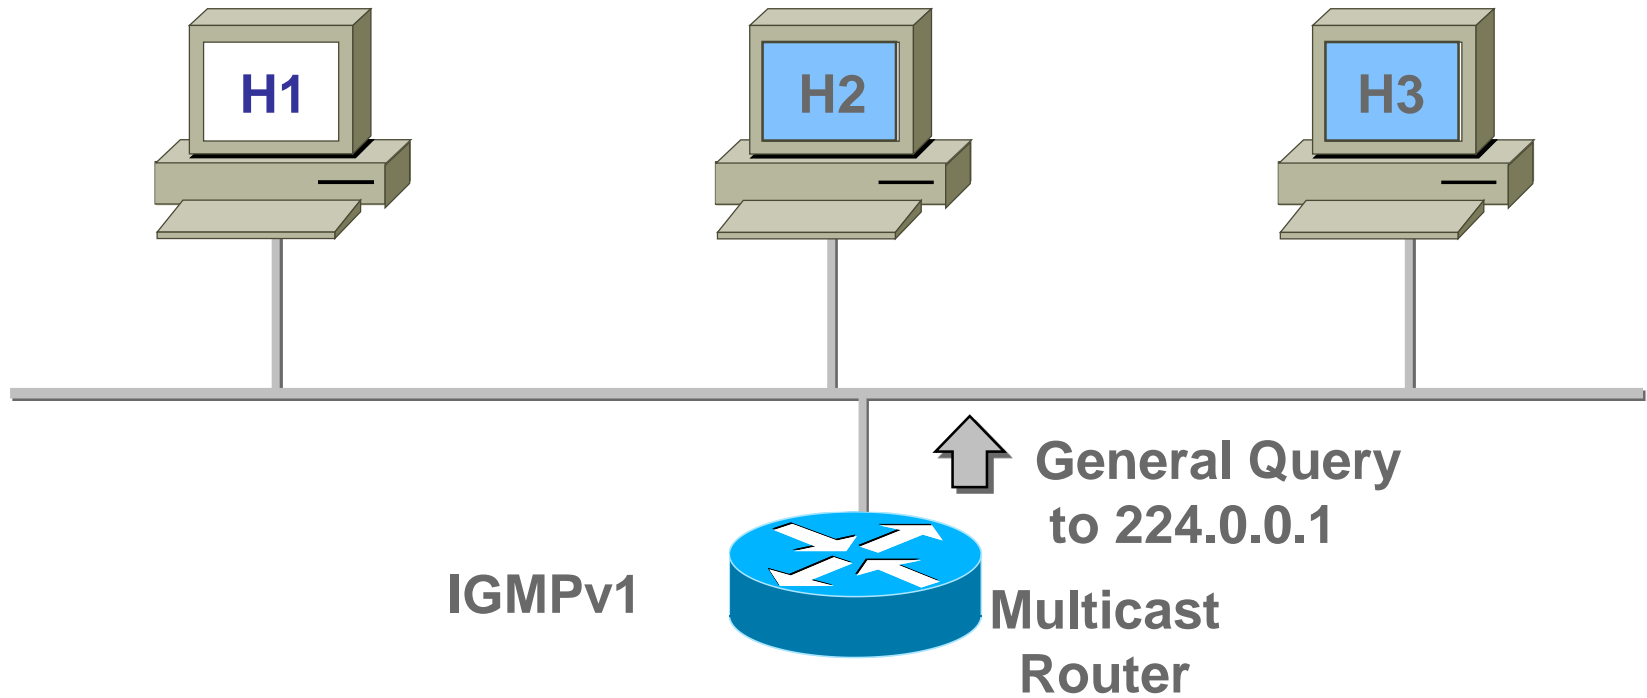 H1
H2
H3
General Query
to 224.0.0.1
IGMPv1
Multicast
Router